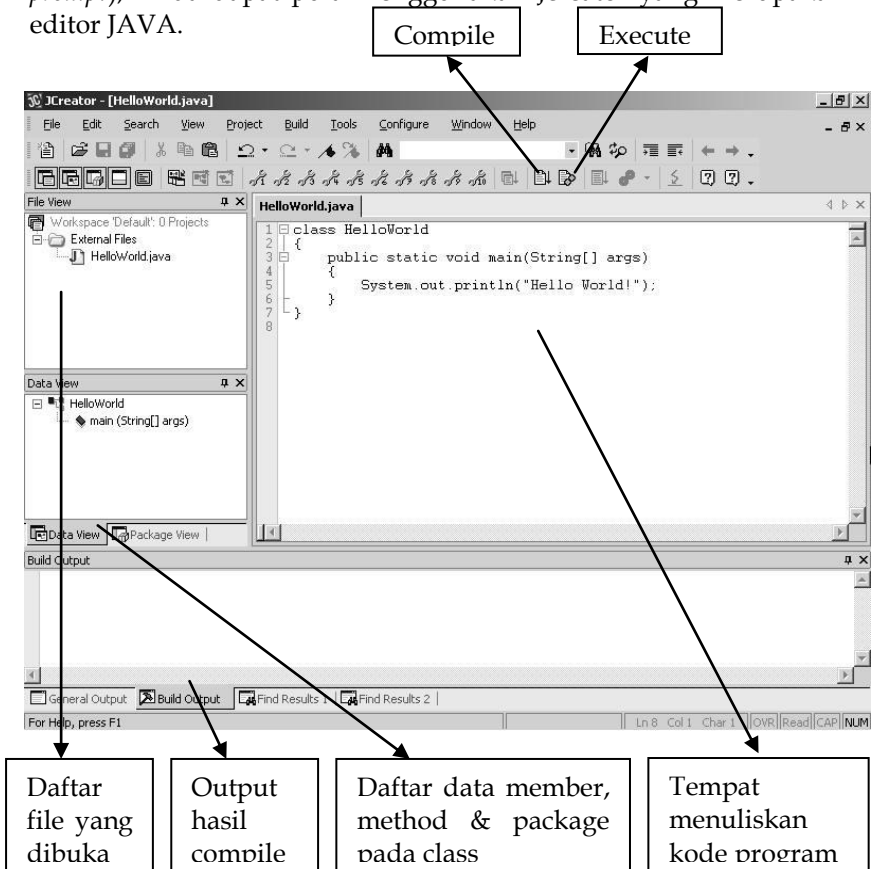 editor JAVA.
Compile
Execute
JCreator - [HelloWorld.java]
File Edit Search View Project Build Tools Configure Window Help
File View
HelloWorld.java
Workspace 'Default': 0 Projects
External Files
HelloWorld.java
1 class HelloWorld
2 {
3 public static void main(String[] args)
4 {
5 System.out.println("Hello World!");
6 }
7 }
8
Data View
HelloWorld
main (String[] args)
Data View Package View
Build Output
General Output Build Output Find Results 1 Find Results 2
For Help, press F1 Ln 8 Col 1 Char 1 OVR Read CAP NUM
Daftar
file yang
dibuka
Output
hasil
compile
Daftar data member,
method & package
pada class
Tempat
menuliskan
kode program